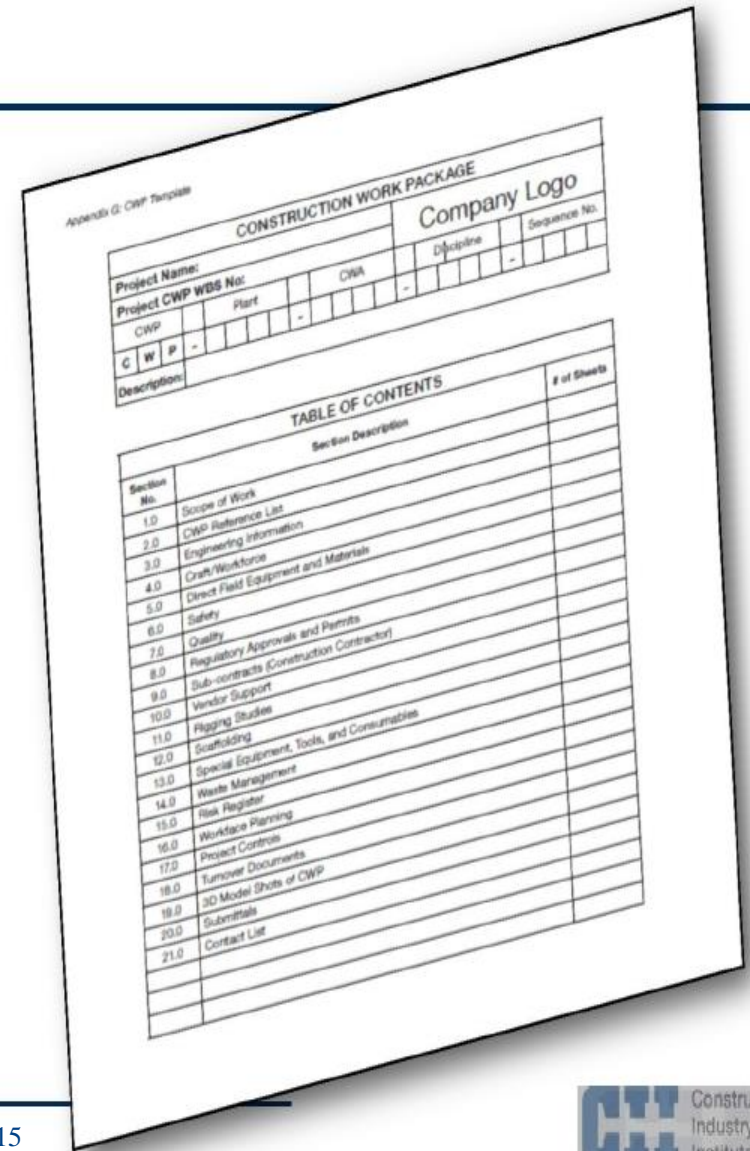 Appendix G: CWP Template
CONSTRUCTION WORK PACKAGE
Project Name:
Company Logo
Project CWP WBS No:
CWP Plant CWA Discipline Sequence No.
C W P - - - -
Description:
TABLE OF CONTENTS
Section No. Section Description # of Sheets
1.0 Scope of Work
2.0 CWP Reference List
3.0 Engineering Information
4.0 Craft/Workforce
5.0 Direct Field Equipment and Materials
6.0 Safety
7.0 Quality
8.0 Regulatory Approvals and Permits
9.0 Sub-contracts (Construction Contractor)
10.0 Vendor Support
11.0 Rigging Studies
12.0 Scaffolding
13.0 Special Equipment, Tools, and Consumables
14.0 Waste Management
15.0 Risk Register
16.0 Workface Planning
17.0 Project Controls
18.0 Turnover Documents
19.0 3D Model Shots of CWP
20.0 Submittals
21.0 Contact List
15
CII
Constru
Industry
Institute